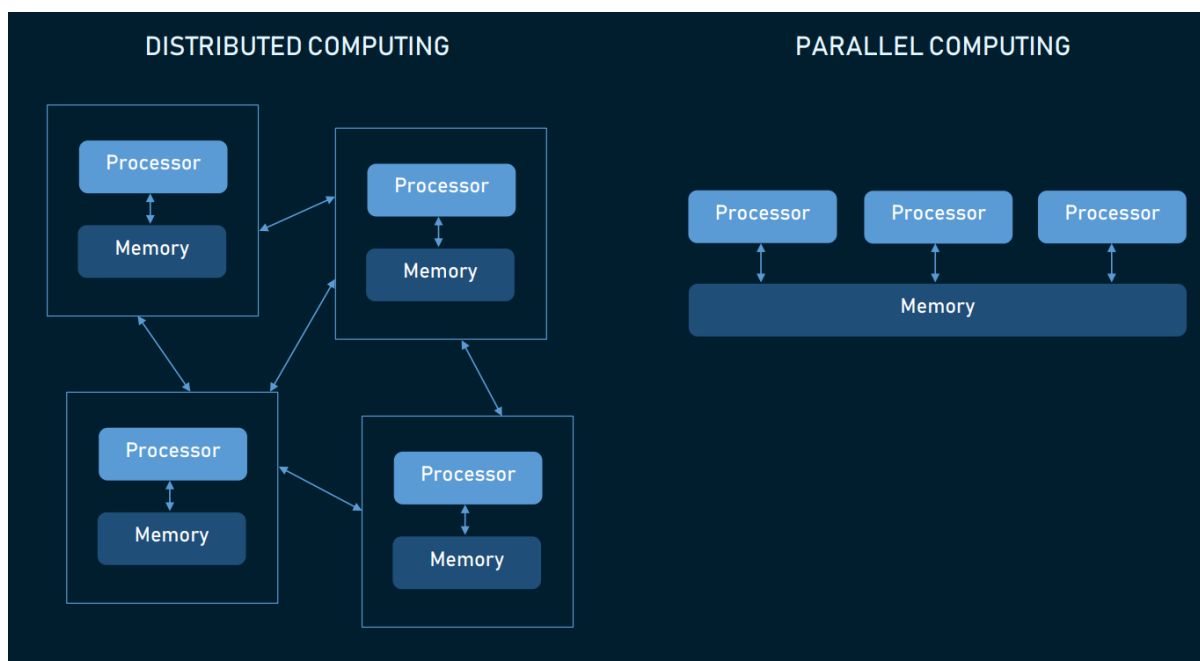 DISTRIBUTED COMPUTING
PARALLEL COMPUTING
Processor
Memory
Processor
Memory
Processor
Memory
Processor
Memory
Processor
Processor
Processor
Memory